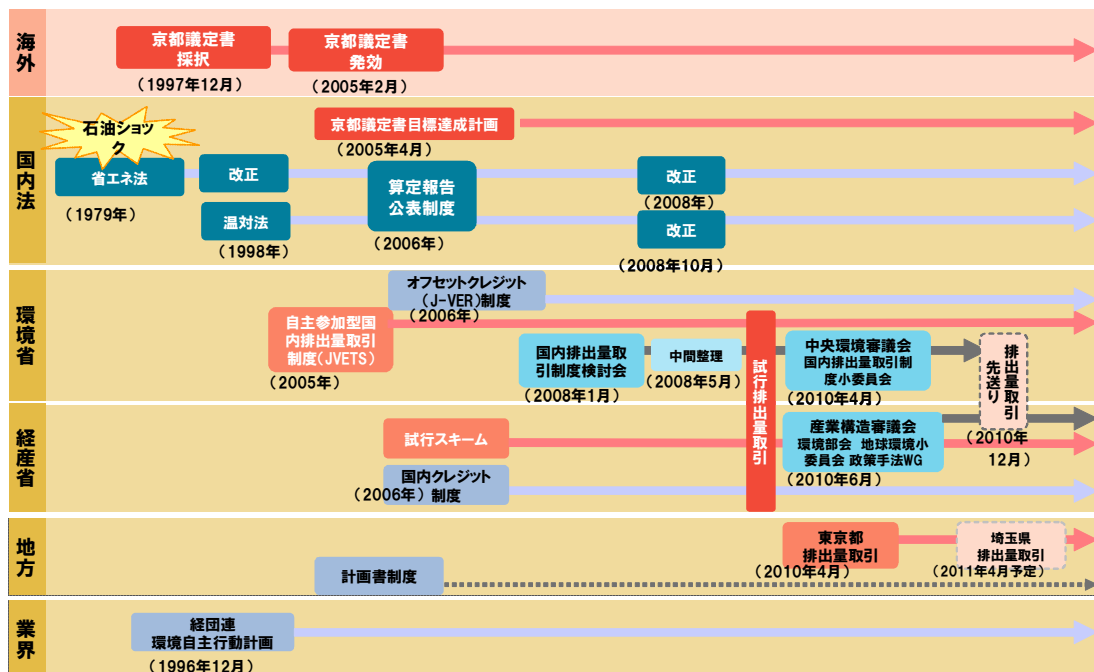 海外
京都議定書
採択
(1997年12月)
京都議定書
発効
(2005年2月)
国内法
石油ショッ
ク
省エネ法
(1979年)
改正
温対法
(1998年)
京都議定書目標達成計画
(2005年4月)
算定報告
公表制度
(2006年)
改正
(2008年)
改正
(2008年10月)
環境省
オフセットクレジット
(J-VER)制度
(2006年)
自主参加型国
内排出量取引
制度(JVETS)
(2005年)
国内排出量取
引制度検討会
(2008年1月)
中間整理
(2008年5月)
試行排出量取引
中央環境審議会
国内排出量取引制
度小委員会
(2010年4月)
排出量取引
先送り
(2010年
12月)
経産省
試行スキーム
国内クレジット
(2006年)制度
産業構造審議会
環境部会 地球環境小
委員会 政策手法WG
(2010年6月)
地方
計画書制度
東京都
排出量取引
(2010年4月)
埼玉県
排出量取引
(2011年4月予定)
業界
経団連
環境自主行動計画
(1996年12月)